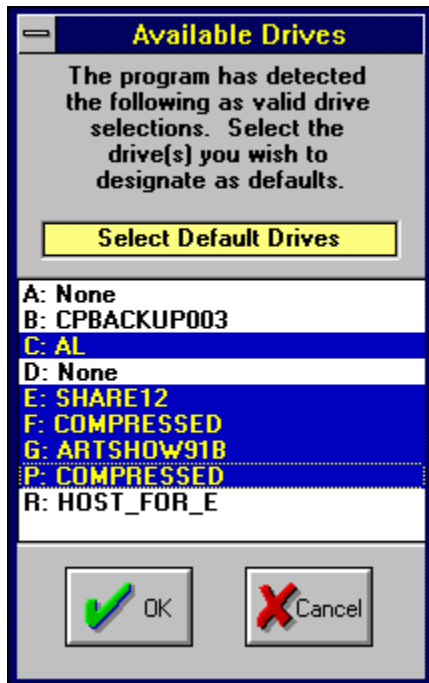 Available Drives
The program has detected
the following as valid drive
selections.  Select the
drive(s) you wish to
designate as defaults.
Select Default Drives
A: None
B: CPBACKUP003
C: AL
D: None
E: SHARE12
F: COMPRESSED
G: ARTSHOW91B
P: COMPRESSED
R: HOST_FOR_E
OK
Cancel